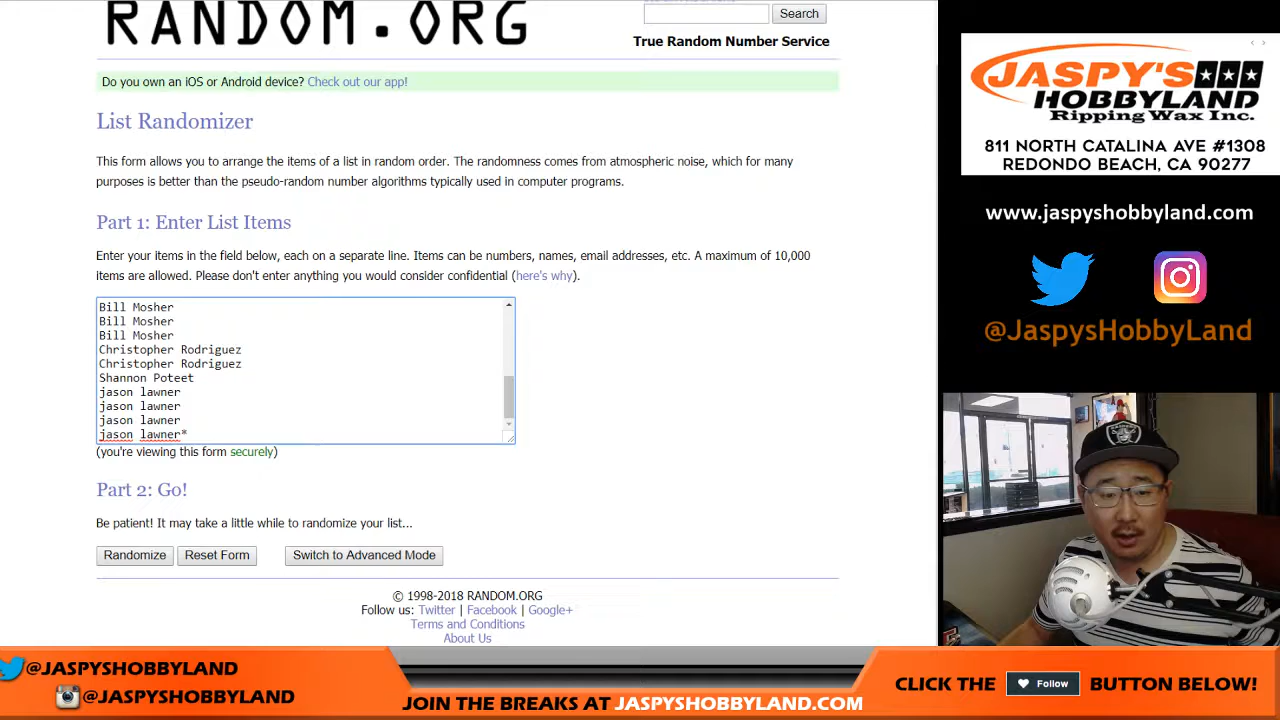 RANDOM.ORG
Search
True Random Number Service
Do you own an iOS or Android device? Check out our app!
List Randomizer
This form allows you to arrange the items of a list in random order. The randomness comes from atmospheric noise, which for many
purposes is better than the pseudo-random number algorithms typically used in computer programs.
Part 1: Enter List Items
Enter your items in the field below, each on a separate line. Items can be numbers, names, email addresses, etc. A maximum of 10,000
items are allowed. Please don't enter anything you would consider confidential (here's why).
Bill Mosher
Bill Mosher
Bill Mosher
Christopher Rodriguez
Christopher Rodriguez
Shannon Poteet
jason lawner
jason lawner
jason lawner
jason lawner*
(you're viewing this form securely)
Part 2: Go!
Be patient! It may take a little while to randomize your list...
Randomize Reset Form Switch to Advanced Mode
© 1998-2018 RANDOM.ORG
Follow us: Twitter | Facebook | Google+
Terms and Conditions
About Us
JASPY'S
HOBBYLAND
Ripping Wax Inc.
811 NORTH CATALINA AVE #1308
REDONDO BEACH, CA 90277
www.jaspyshobbyland.com
@JaspysHobbyLand
@JASPYSHOBBYLAND
@JASPYSHOBBYLAND
JOIN THE BREAKS AT JASPYSHOBBYLAND.COM
CLICK THE Follow BUTTON BELOW!